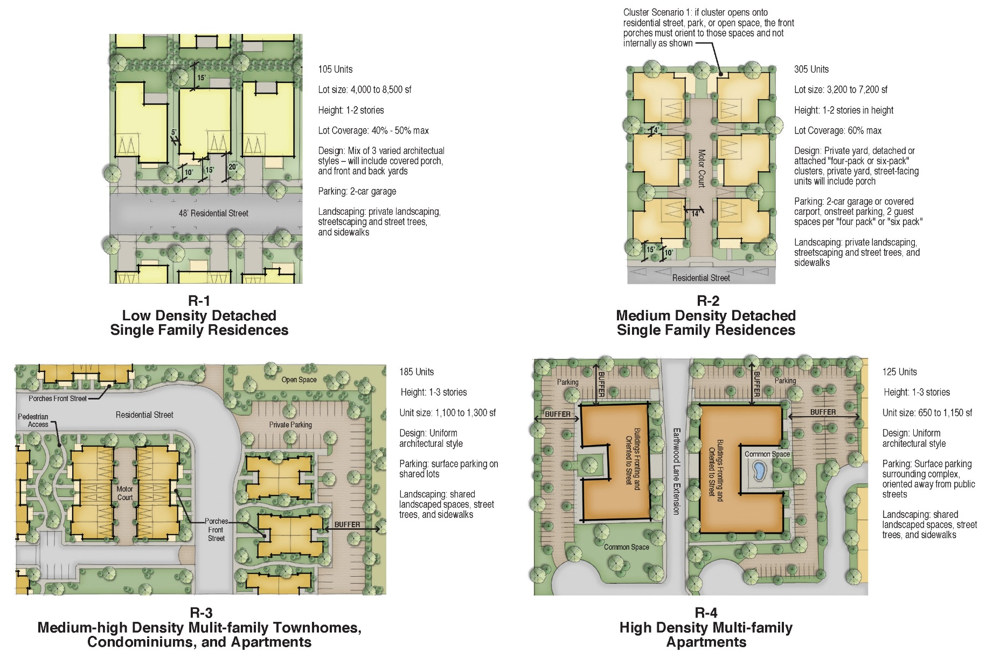 15'
5'
10'
15'
20'
48' Residential Street
105 Units
Lot size: 4,000 to 8,500 sf
Height: 1-2 stories
Lot Coverage: 40% - 50% max
Design: Mix of 3 varied architectual
styles – will include covered porch,
and front and back yards
Parking: 2-car garage
Landscaping: private landscaping,
streetscaping and street trees,
and sidewalks
R-1
Low Density Detached
Single Family Residences
Cluster Scenario 1: if cluster opens onto
residential street, park, or open space, the front
porches must orient to those spaces and not
internally as shown
4'
Motor Court
14'
15'
10'
Residential Street
305 Units
Lot size: 3,200 to 7,200 sf
Height: 1-2 stories in height
Lot Coverage: 60% max
Design: Private yard, detached or
attached "four-pack or six-pack"
clusters, private yard, street-facing
units will include porch
Parking: 2-car garage or covered
carport, onstreet parking, 2 guest
spaces per "four pack" or "six pack"
Landscaping: private landscaping,
streetscaping and street trees, and
sidewalks
R-2
Medium Density Detached
Single Family Residences
Open Space
Porches Front Street
Residential Street
Pedestrian
Access
Private Parking
Motor
Court
Porches
Front
Street
BUFFER
185 Units
Height: 1-3 stories
Unit size: 1,100 to 1,300 sf
Design: Uniform
architectural style
Parking: surface parking on
shared lots
Landscaping: shared
landscaped spaces, street
trees, and sidewalks
R-3
Medium-high Density Mulit-family Townhomes,
Condominiums, and Apartments
Parking
BUFFER
BUFFER
Buildings Fronting and
Oriented to Street
Common Space
Earthwood Lane Extension
BUFFER
Parking
BUFFER
Buildings Fronting and
Oriented to Street
Common Space
125 Units
Height: 1-3 stories
Unit size: 650 to 1,150 sf
Design: Uniform
architectural style
Parking: Surface parking
surrounding complex,
oriented away from public
streets
Landscaping: shared
landscaped spaces, street
trees, and sidewalks
R-4
High Density Multi-family
Apartments